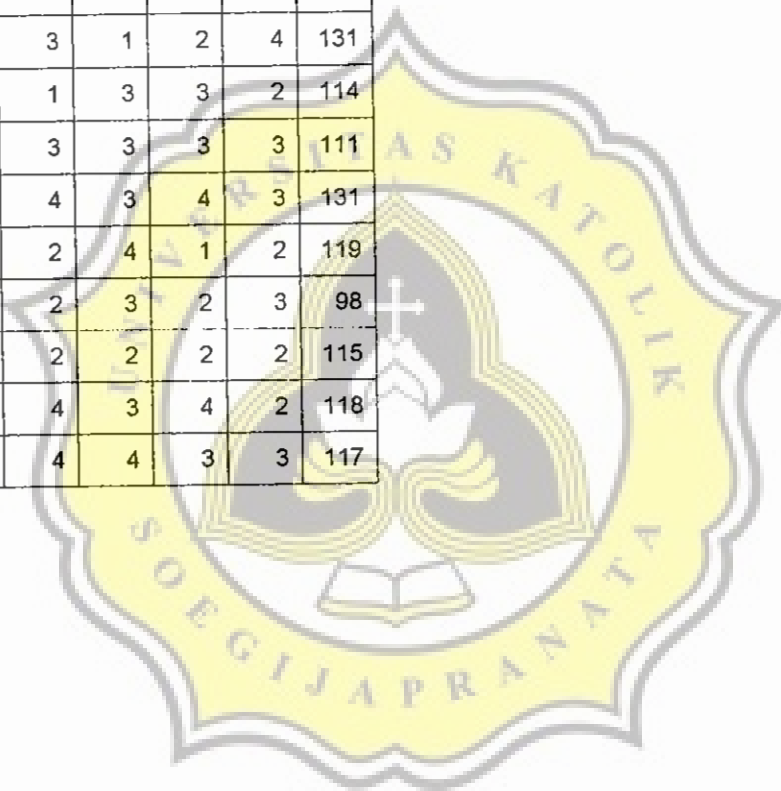 3 1 2 4 131
1 3 3 2 114
3 3 3 3 111
4 3 4 3 131
2 4 1 2 119
2 3 2 3 98
2 2 2 2 115
4 3 4 2 118
4 4 3 3 117
UNIVERSITAS KATOLIK
SOEGIJAPRANATA